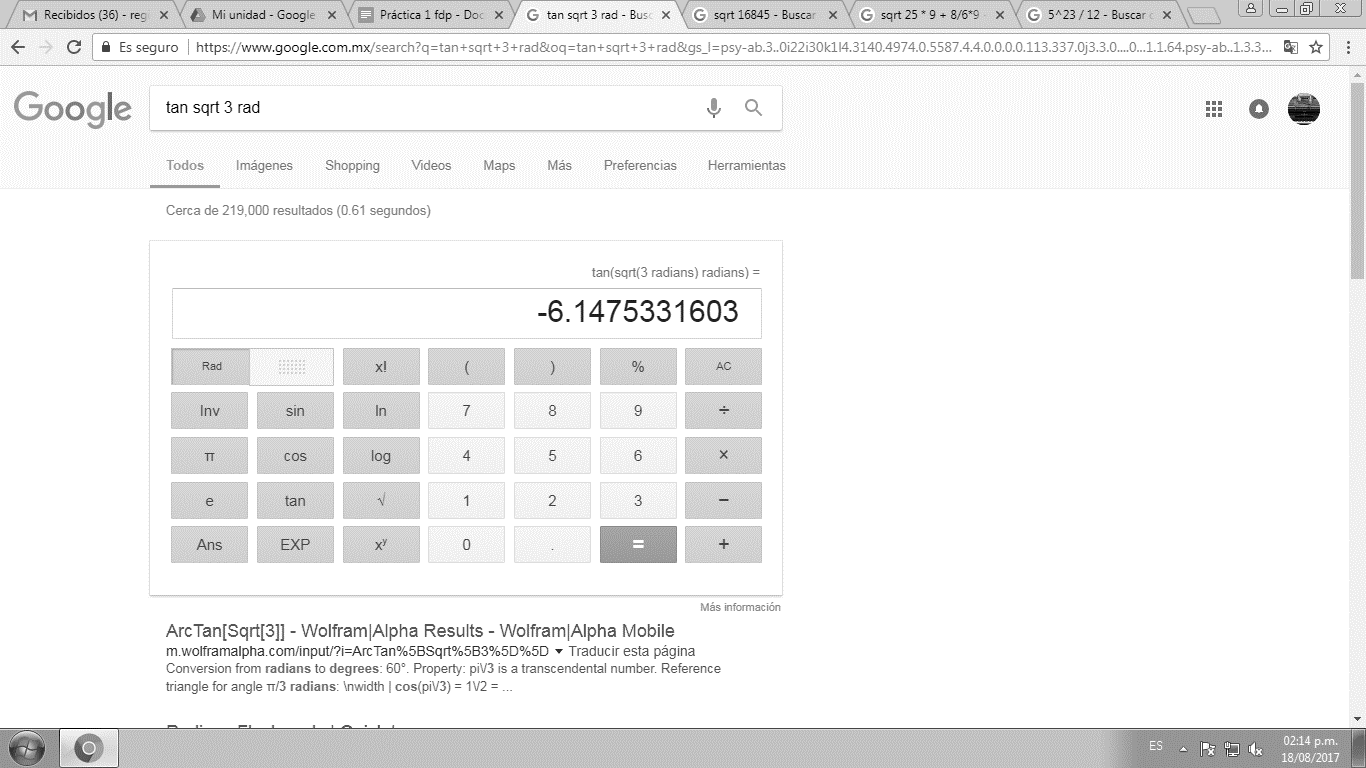 Recibidos (36) - reg
Mi unidad - Google
Práctica 1 fdp - Doc
tan sqrt 3 rad - Busc
sqrt 16845 - Buscar
sqrt 25 * 9 + 8/6*9 -
5^23 / 12 - Buscar c
Es seguro https://www.google.com.mx/search?q=tan+sqrt+3+rad&oq=tan+sqrt+3+rad&gs_l=psy-ab.3..0i22i30k1l4.3140.4974.0.5587.4.4.0.0.0.0.113.337.0j3.3.0....0...1.1.64.psy-ab..1.3.3...
Google
tan sqrt 3 rad
Todos Imágenes Shopping Videos Maps Más Preferencias Herramientas
Cerca de 219,000 resultados (0.61 segundos)
tan(sqrt(3 radians) radians) =
-6.1475331603
Rad x! ( ) % AC
Inv sin ln 7 8 9 ÷
π cos log 4 5 6 ×
e tan √ 1 2 3 −
Ans EXP xʸ 0 . = +
Más información
ArcTan[Sqrt[3]] - Wolfram|Alpha Results - Wolfram|Alpha Mobile
m.wolframalpha.com/input/?i=ArcTan%5BSqrt%5B3%5D%5D Traducir esta página
Conversion from radians to degrees: 60°. Property: pi\/3 is a transcendental number. Reference
triangle for angle π/3 radians: \nwidth | cos(pi\/3) = 1\/2 = ...
ES
02:14 p.m.
18/08/2017